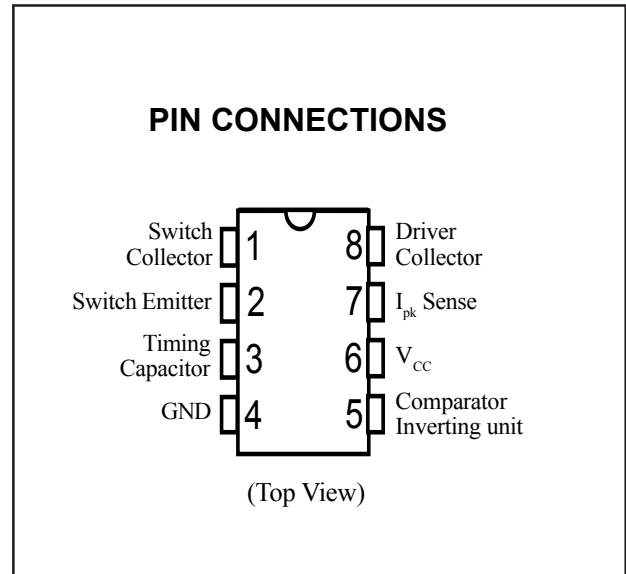 PIN CONNECTIONS
Switch
Collector
1
8
Driver
Collector
Switch Emitter
2
7
Ipk Sense
Timing
Capacitor
3
6
VCC
GND
4
5
Comparator
Inverting unit
(Top View)